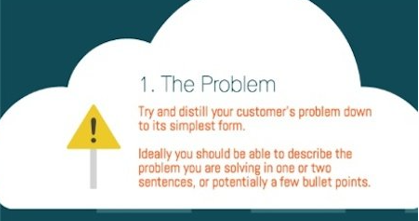 1. The Problem
Try and distill your customer's problem down
to its simplest form.
Ideally you should be able to describe the
problem you are solving in one or two
sentences, or potentially a few bullet points.